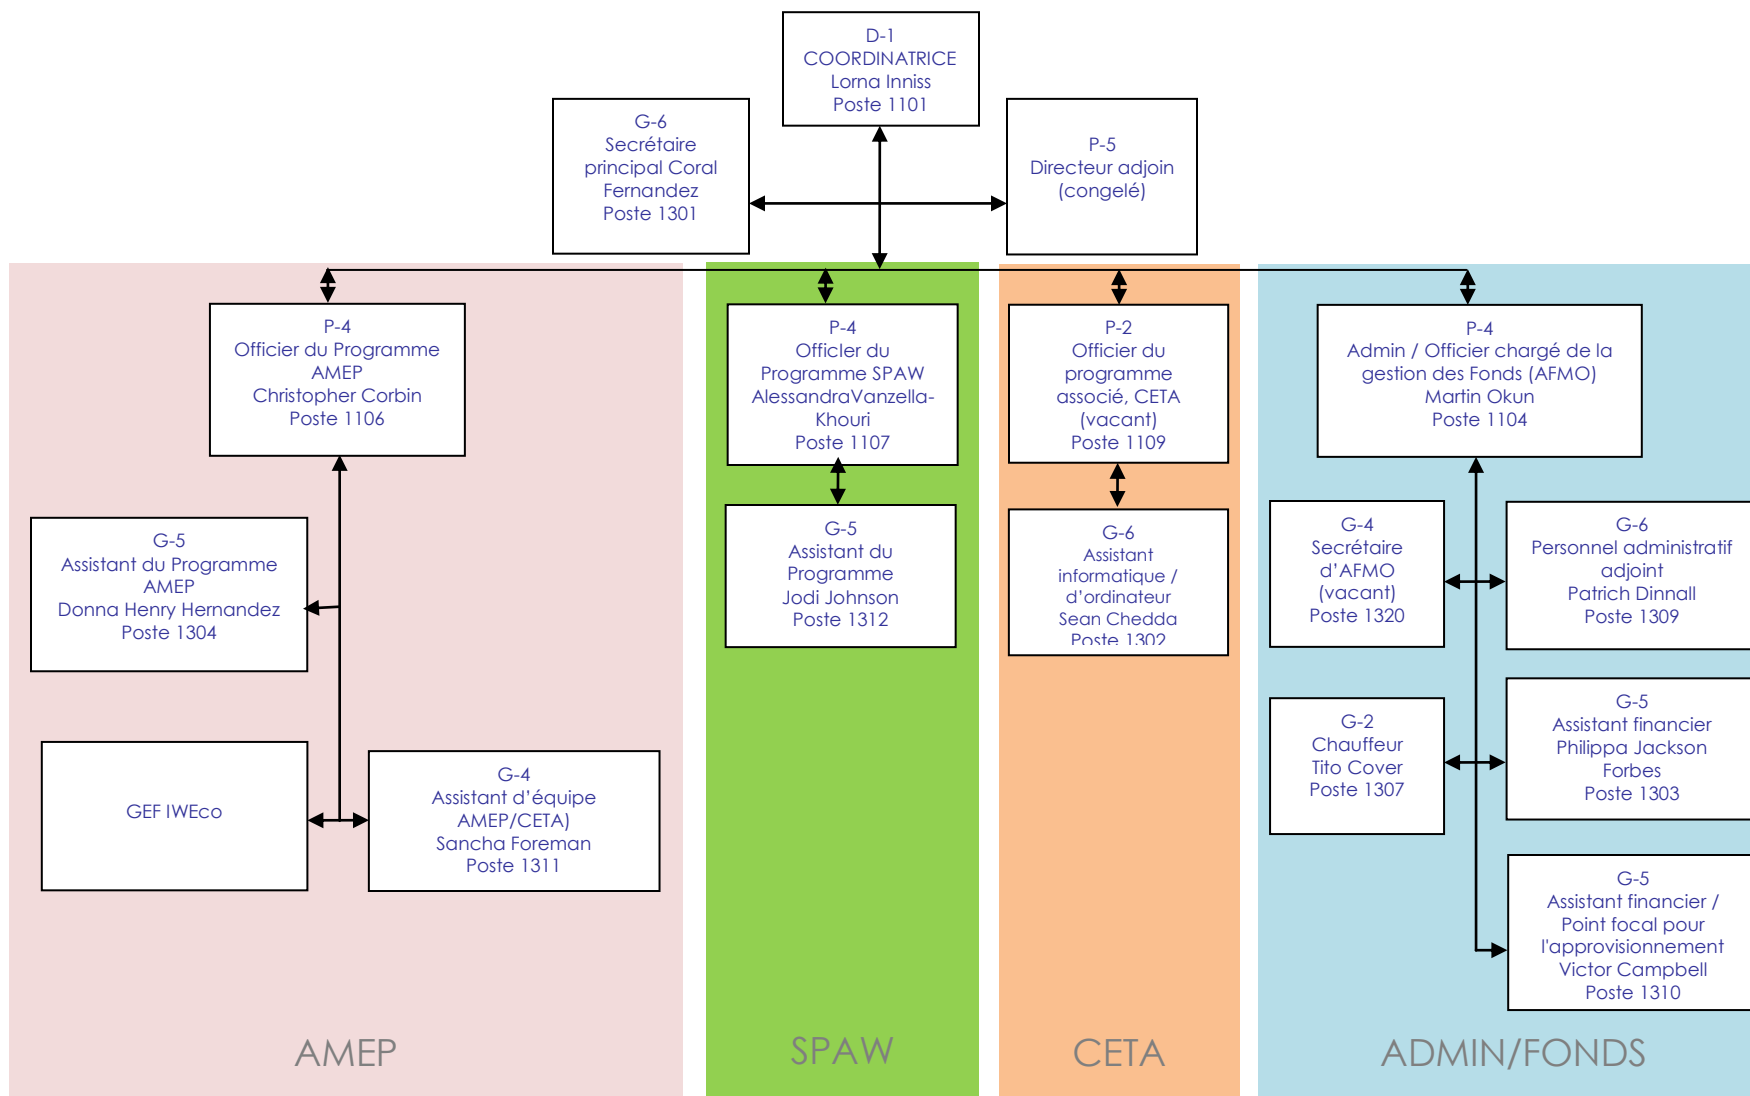 D-1
COORDINATRICE
Lorna Inniss
Poste 1101
G-6
Secrétaire
principal Coral
Fernandez
Poste 1301
P-5
Directeur adjoin
(congelé)
P-4
Officier du Programme
AMEP
Christopher Corbin
Poste 1106
P-4
Officler du
Programme SPAW
AlessandraVanzella-
Khouri
Poste 1107
P-2
Officier du
programme
associé, CETA
(vacant)
Poste 1109
P-4
Admin / Officier chargé de la
gestion des Fonds (AFMO)
Martin Okun
Poste 1104
G-5
Assistant du Programme
AMEP
Donna Henry Hernandez
Poste 1304
G-5
Assistant du
Programme
Jodi Johnson
Poste 1312
G-6
Assistant
informatique /
d’ordinateur
Sean Chedda
Poste 1302
G-4
Secrétaire
d’AFMO
(vacant)
Poste 1320
G-6
Personnel administratif
adjoint
Patrich Dinnall
Poste 1309
GEF IWEco
G-4
Assistant d’équipe
AMEP/CETA)
Sancha Foreman
Poste 1311
G-2
Chauffeur
Tito Cover
Poste 1307
G-5
Assistant financier
Philippa Jackson
Forbes
Poste 1303
G-5
Assistant financier /
Point focal pour
l'approvisionnement
Victor Campbell
Poste 1310
AMEP
SPAW
CETA
ADMIN/FONDS